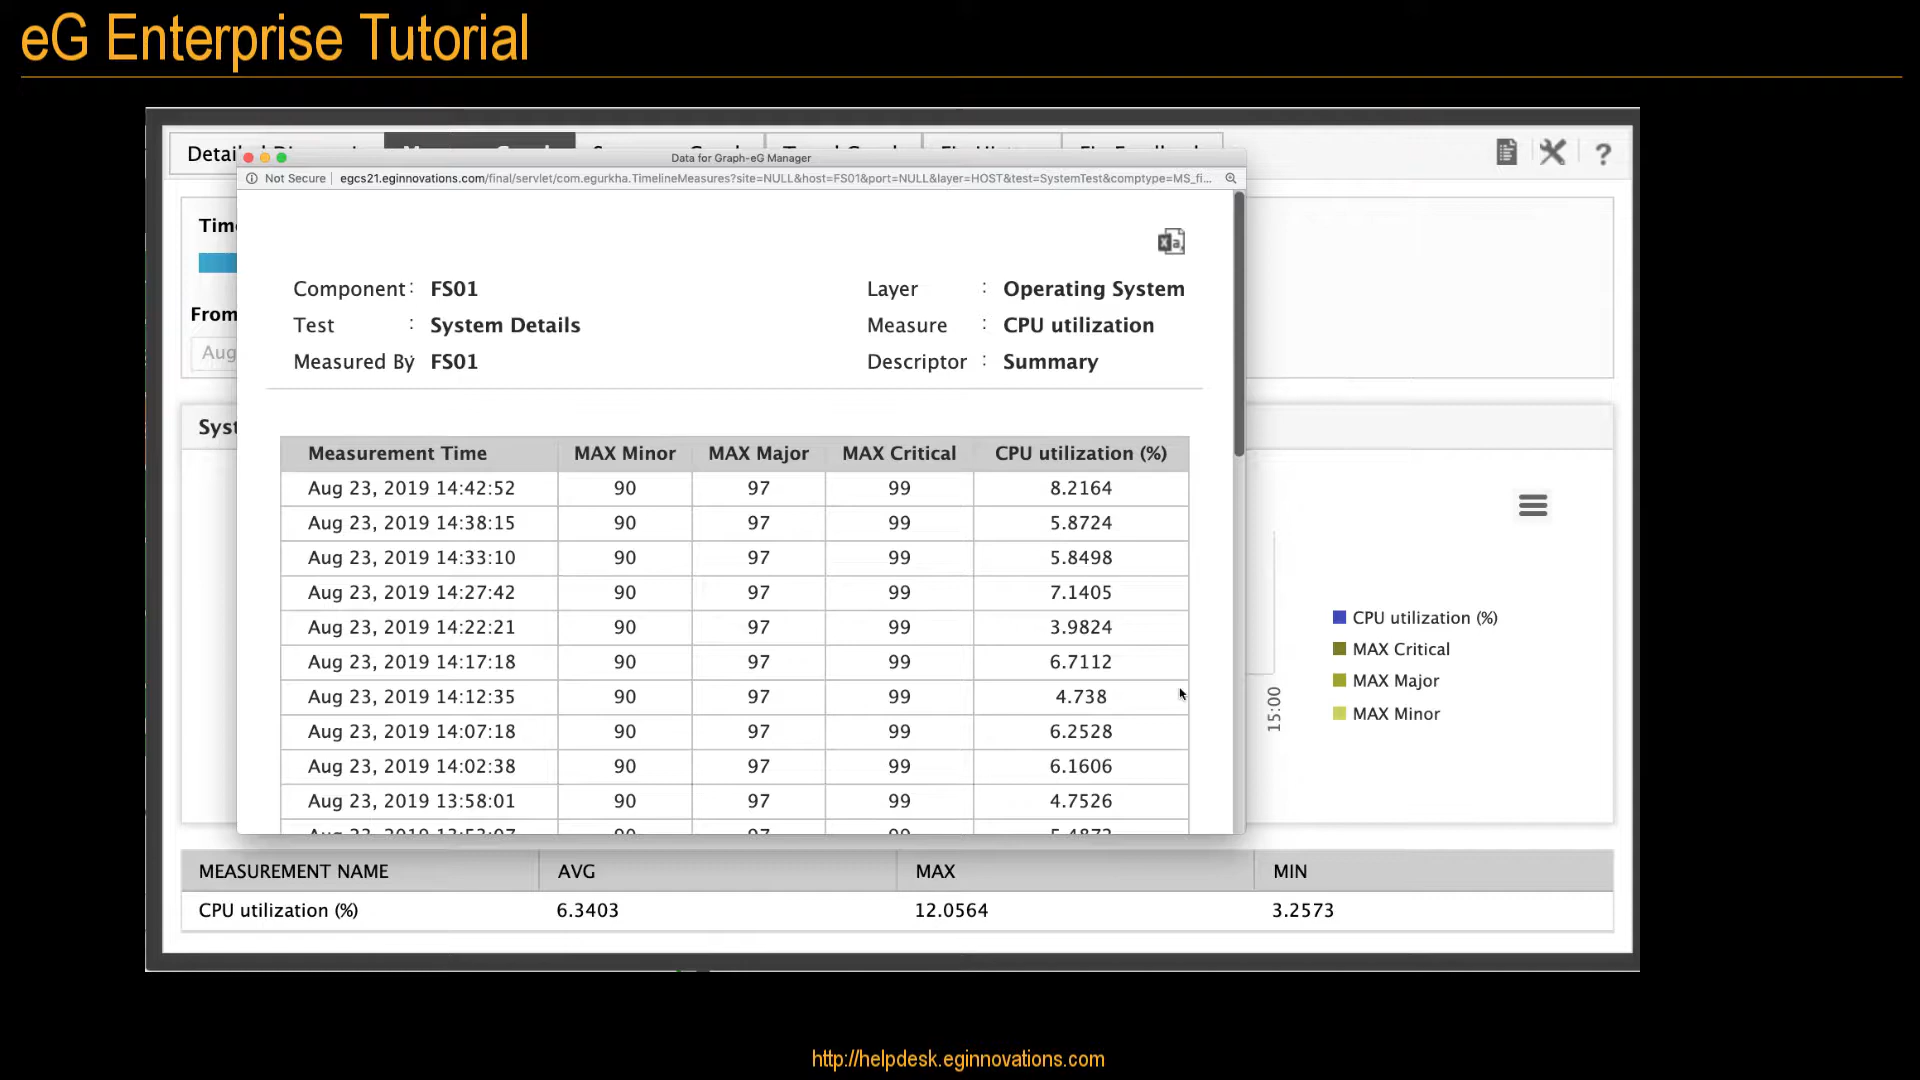 eG Enterprise Tutorial
Data for Graph-eG Manager
Not Secure | egcs21.eginnovations.com/final/servlet/com.egurkha.TimelineMeasures?site=NULL&host=FS01&port=NULL&layer=HOST&test=SystemTest&comptype=MS_fi...
Component : FS01 Layer : Operating System
Test : System Details Measure : CPU utilization
Measured By : FS01 Descriptor : Summary
Measurement Time MAX Minor MAX Major MAX Critical CPU utilization (%)
Aug 23, 2019 14:42:52 90 97 99 8.2164
Aug 23, 2019 14:38:15 90 97 99 5.8724
Aug 23, 2019 14:33:10 90 97 99 5.8498
Aug 23, 2019 14:27:42 90 97 99 7.1405
Aug 23, 2019 14:22:21 90 97 99 3.9824
Aug 23, 2019 14:17:18 90 97 99 6.7112
Aug 23, 2019 14:12:35 90 97 99 4.738
Aug 23, 2019 14:07:18 90 97 99 6.2528
Aug 23, 2019 14:02:38 90 97 99 6.1606
Aug 23, 2019 13:58:01 90 97 99 4.7526
From
Aug
15:00
CPU utilization (%)
MAX Critical
MAX Major
MAX Minor
MEASUREMENT NAME AVG MAX MIN
CPU utilization (%) 6.3403 12.0564 3.2573
http://helpdesk.eginnovations.com